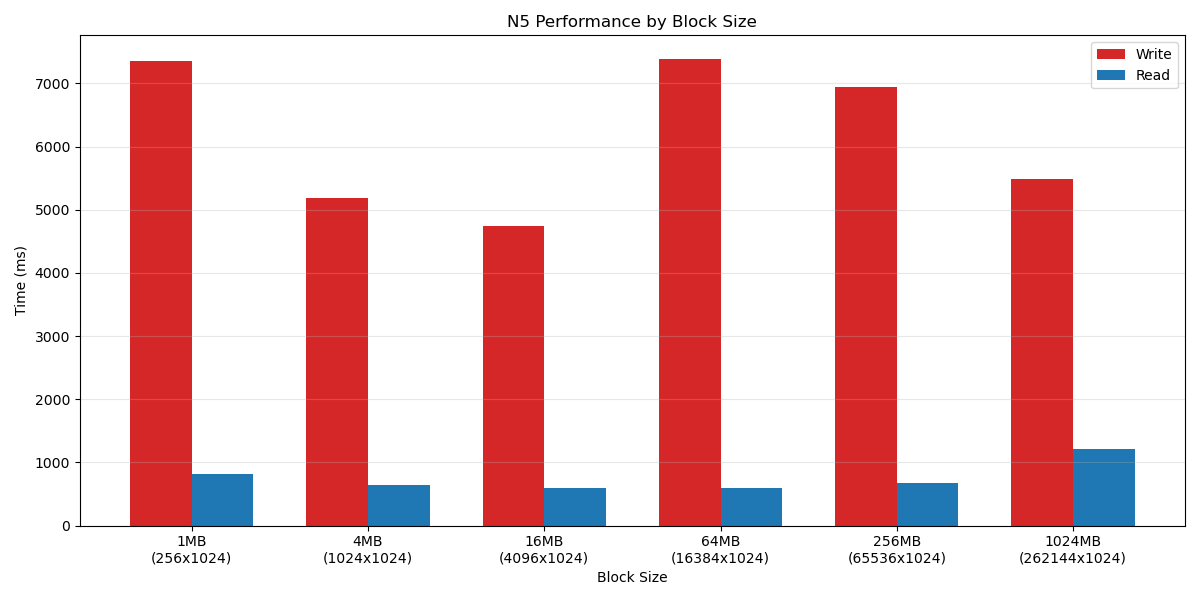 N5 Performance by Block Size
Write
Read
Time (ms)
7000
6000
5000
4000
3000
2000
1000
0
1MB
(256x1024)
4MB
(1024x1024)
16MB
(4096x1024)
64MB
(16384x1024)
256MB
(65536x1024)
1024MB
(262144x1024)
Block Size